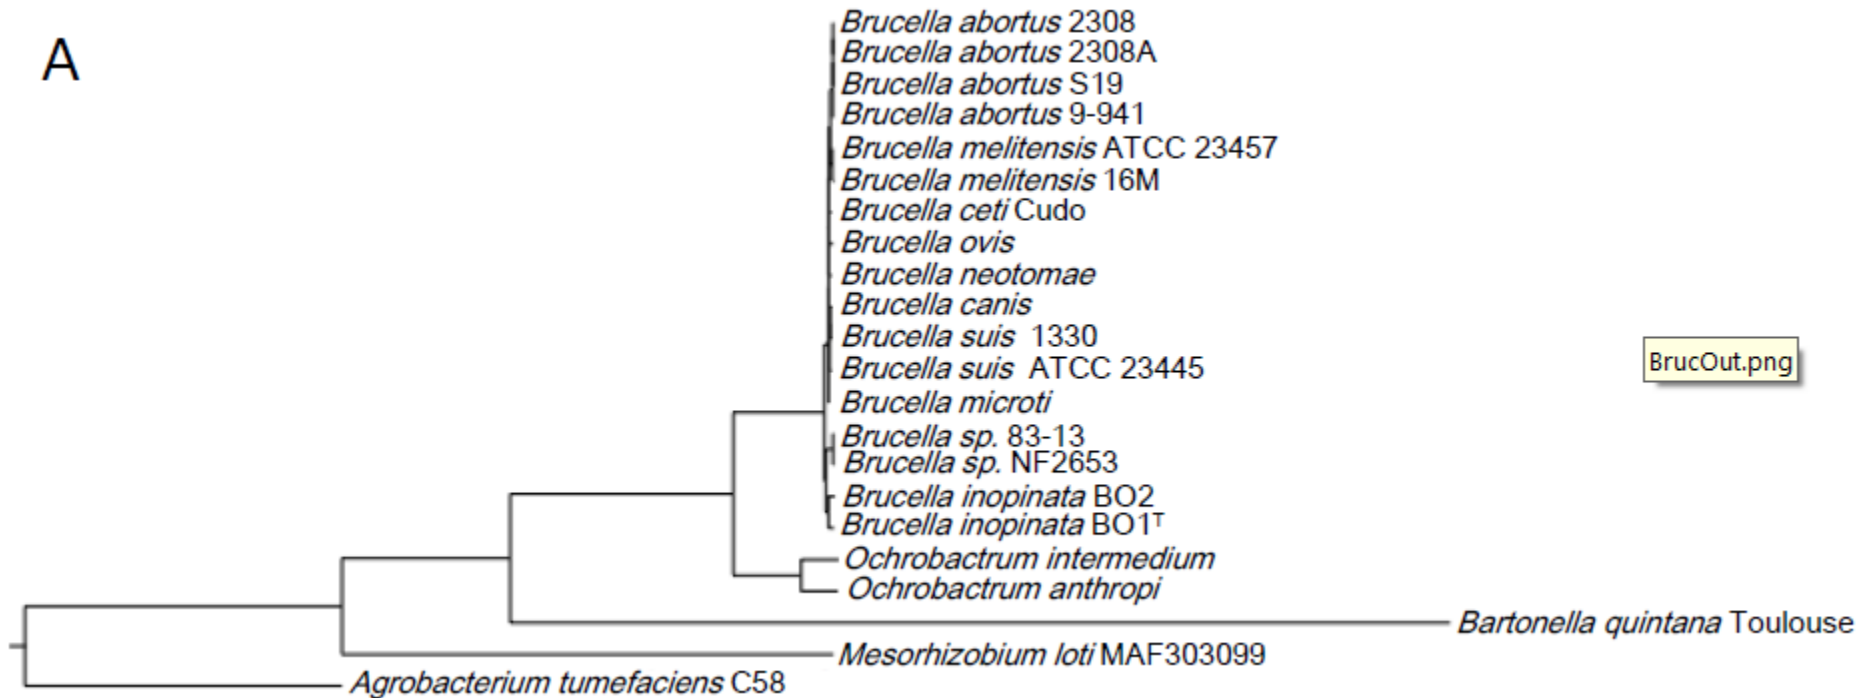 A
Brucella abortus 2308
Brucella abortus 2308A
Brucella abortus S19
Brucella abortus 9-941
Brucella melitensis ATCC 23457
Brucella melitensis 16M
Brucella ceti Cudo
Brucella ovis
Brucella neotomae
Brucella canis
Brucella suis 1330
BrucOut.png
Brucella suis ATCC 23445
Brucella microti
Brucella sp. 83-13
Brucella sp. NF2653
Brucella inopinata BO2
Brucella inopinata BO1ᵀ
Ochrobactrum intermedium
Ochrobactrum anthropi
Bartonella quintana Toulouse
Mesorhizobium loti MAF303099
Agrobacterium tumefaciens C58